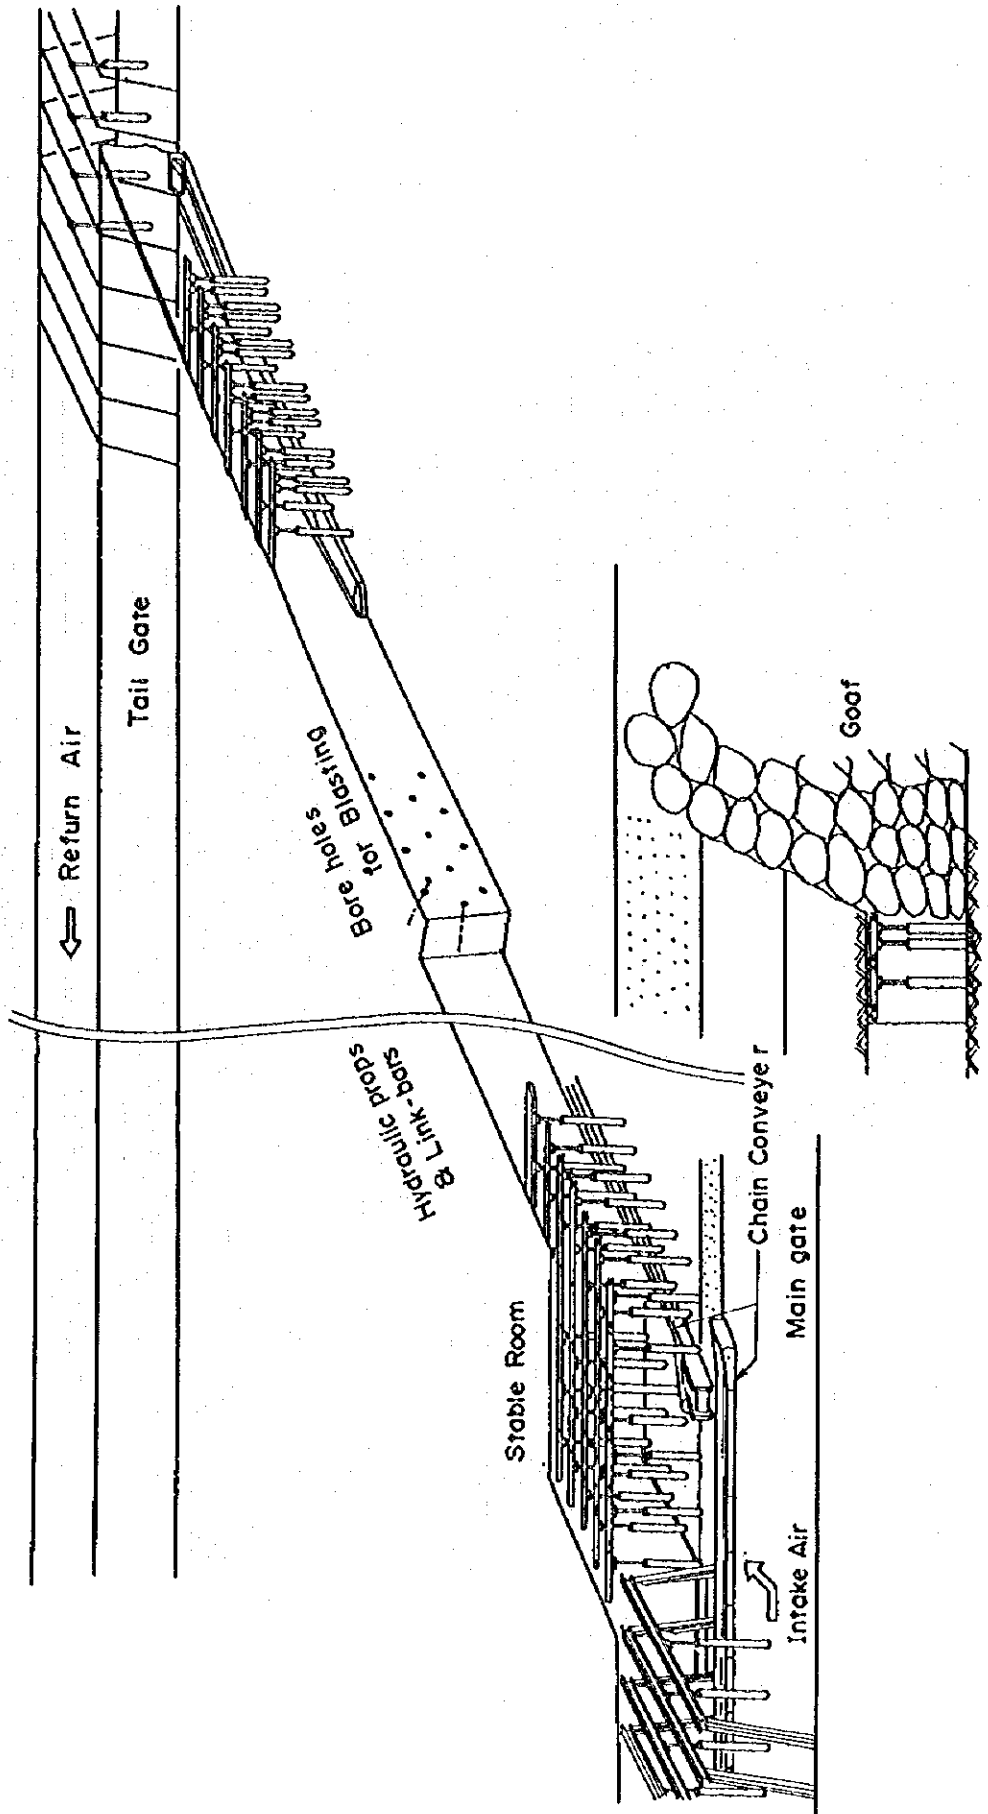 Return Air
Tail Gate
Bore holes
for Blasting
Hydraulic props
& Link-bars
Stable Room
Goaf
Chain Conveyer
Main gate
Intake Air